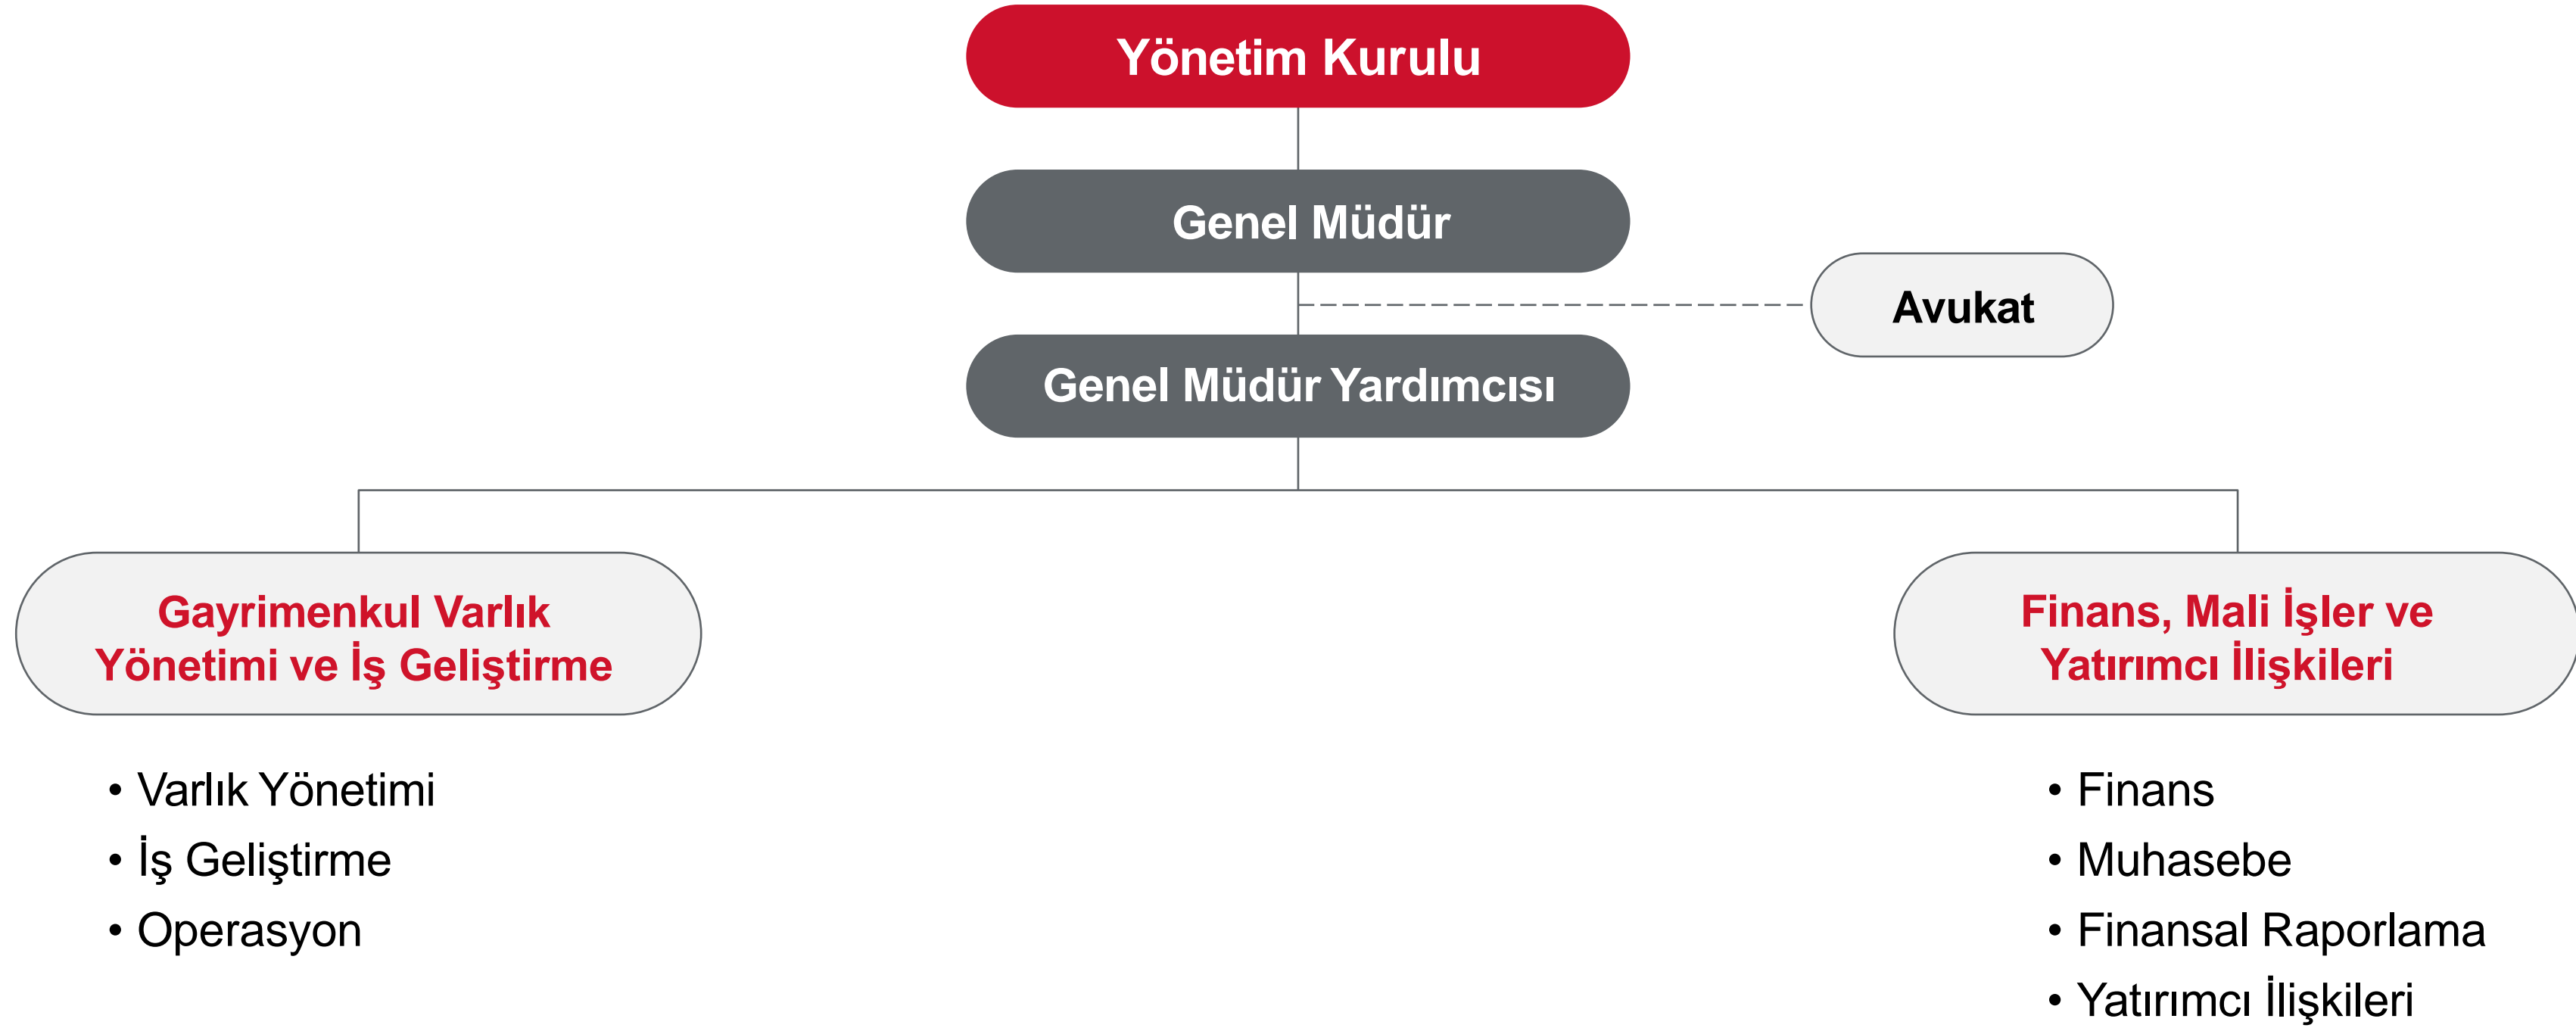 Yönetim Kurulu
Genel Müdür
Avukat
Genel Müdür Yardımcısı
Gayrimenkul Varlık
Yönetimi ve İş Geliştirme
• Varlık Yönetimi
• İş Geliştirme
• Operasyon
Finans, Mali İşler ve
Yatırımcı İlişkileri
• Finans
• Muhasebe
• Finansal Raporlama
• Yatırımcı İlişkileri